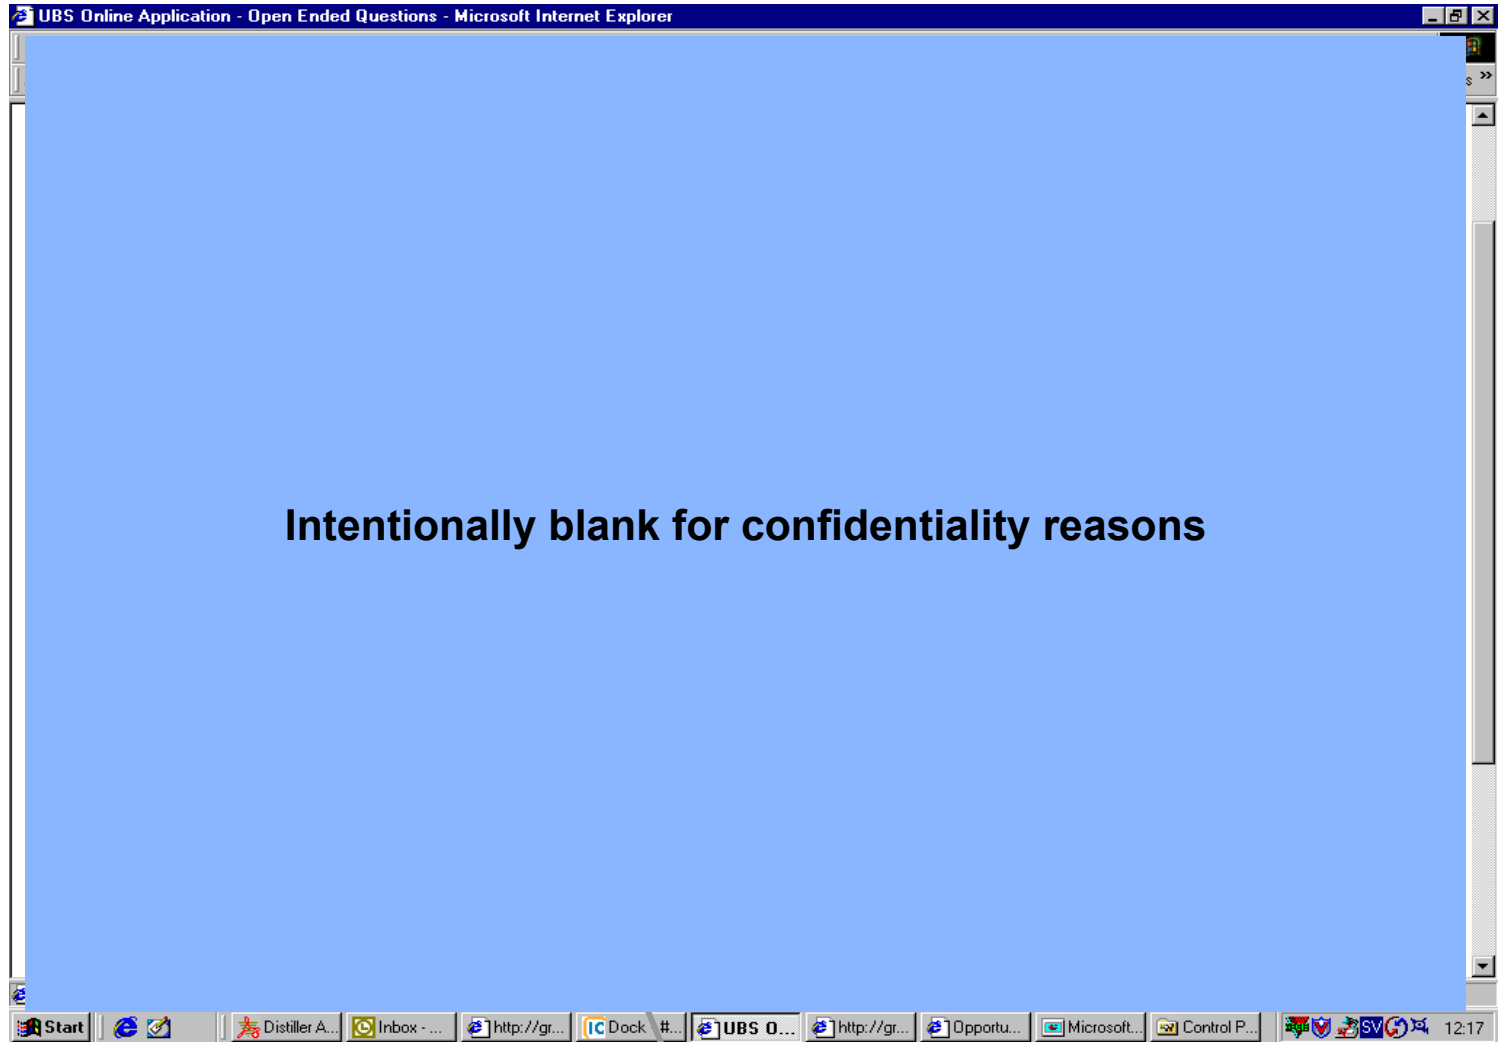 UBS Online Application - Open Ended Questions - Microsoft Internet Explorer
s »
Intentionally blank for confidentiality reasons
Start Distiller A... Inbox - ... http://gr... Dock #... UBS O... http://gr... Opportu... Microsoft... Control P... SV 12:17